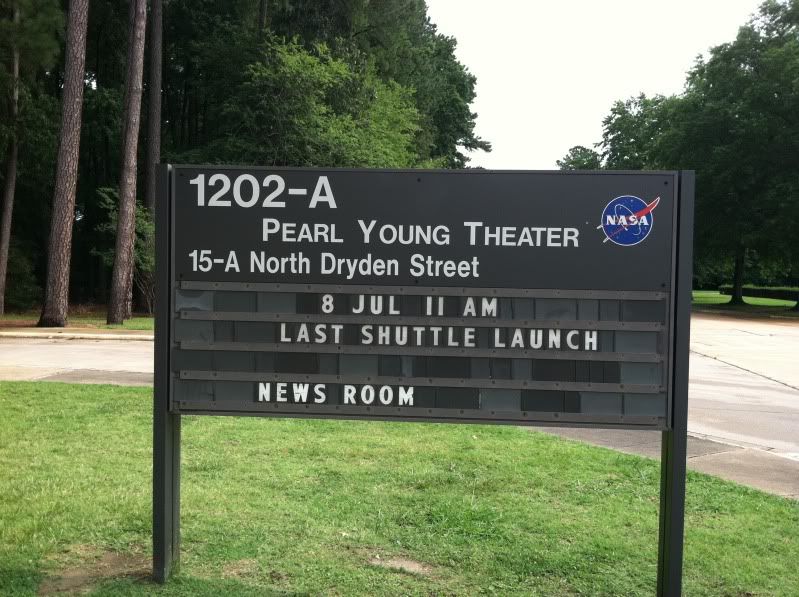 1202-A
PEARL YOUNG THEATER
NASA
15-A North Dryden Street
8 JUL 11 AM
LAST SHUTTLE LAUNCH
NEWS ROOM